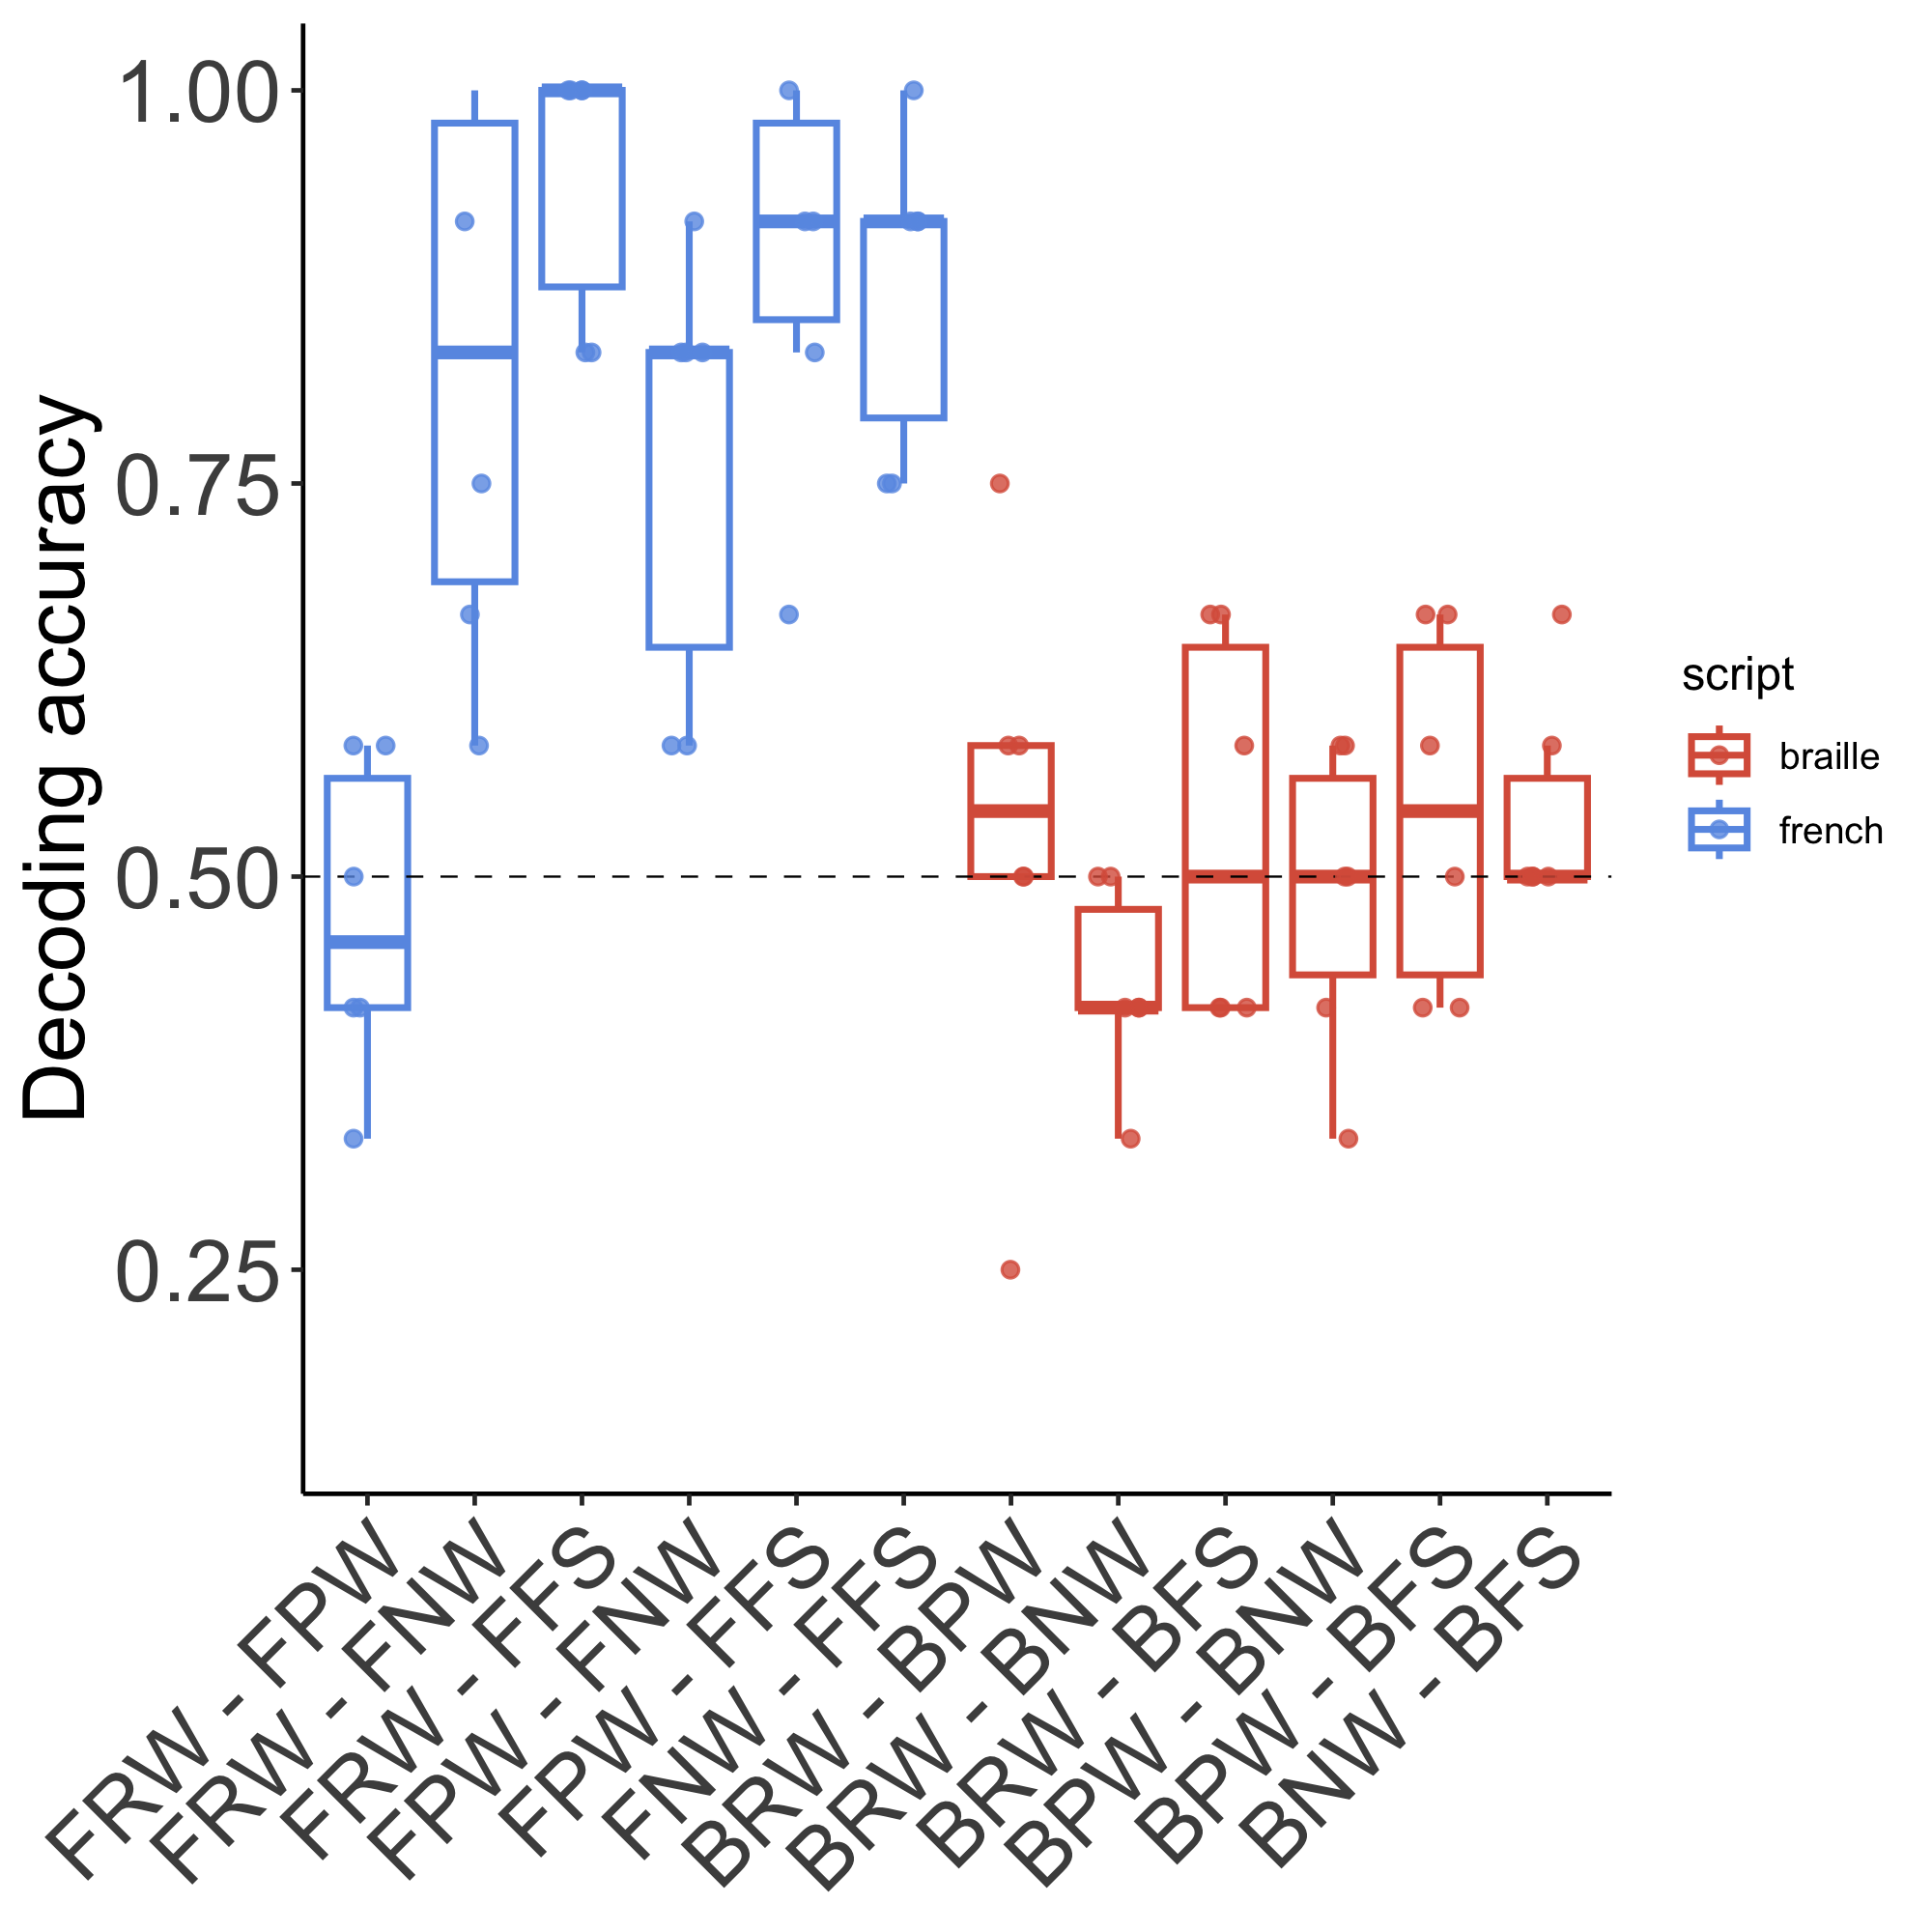 Decoding accuracy
1.00
0.75
0.50
0.25
FRW - FPW
FRW - FNW
FRW - FFS
FPW - FNW
FPW - FFS
FNW - FFS
BRW - BPW
BRW - BNW
BRW - BFS
BPW - BNW
BPW - BFS
BNW - BFS
script
braille
french